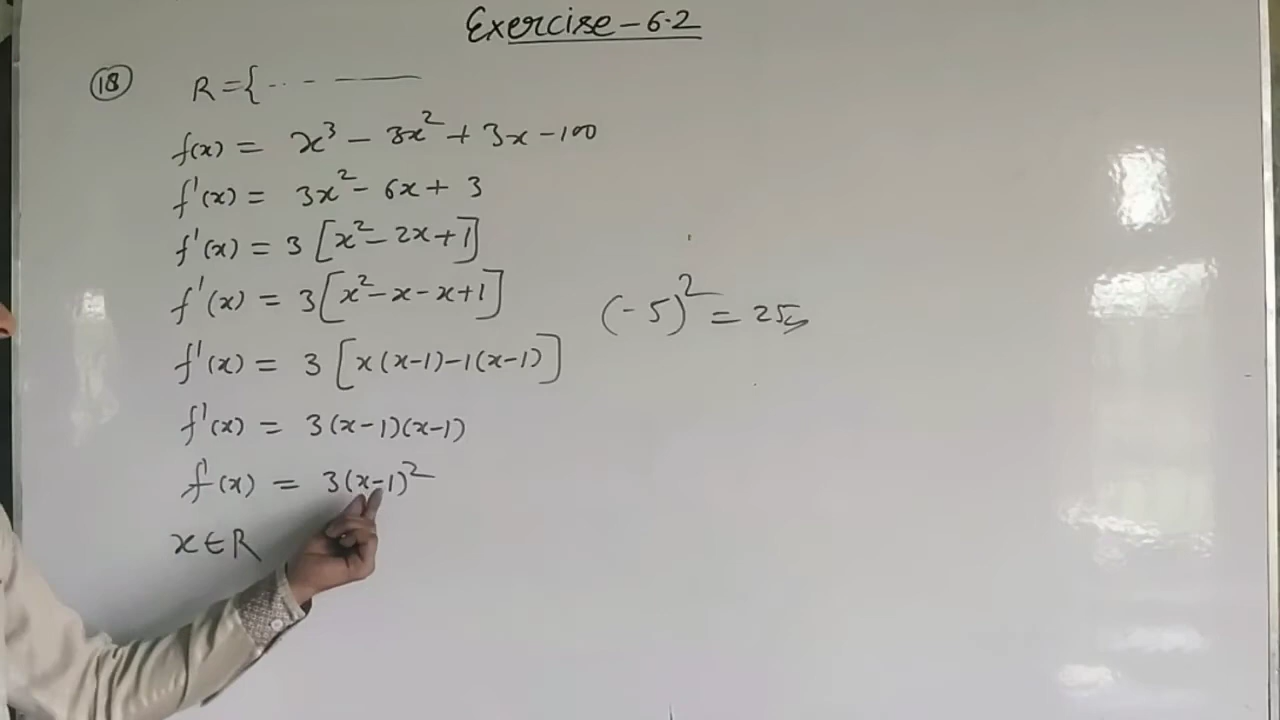 Exercise - 6.2
(18) R = {-- - ———
f(x) = x³ - 3x² + 3x - 100
f'(x) = 3x² - 6x + 3
f'(x) = 3 [x² - 2x + 1]
f'(x) = 3 [x² - x - x + 1]
(-5)² = 25
f'(x) = 3 [x(x-1) - 1(x-1)]
f'(x) = 3(x-1)(x-1)
f'(x) = 3(x-1)²
x ∈ R